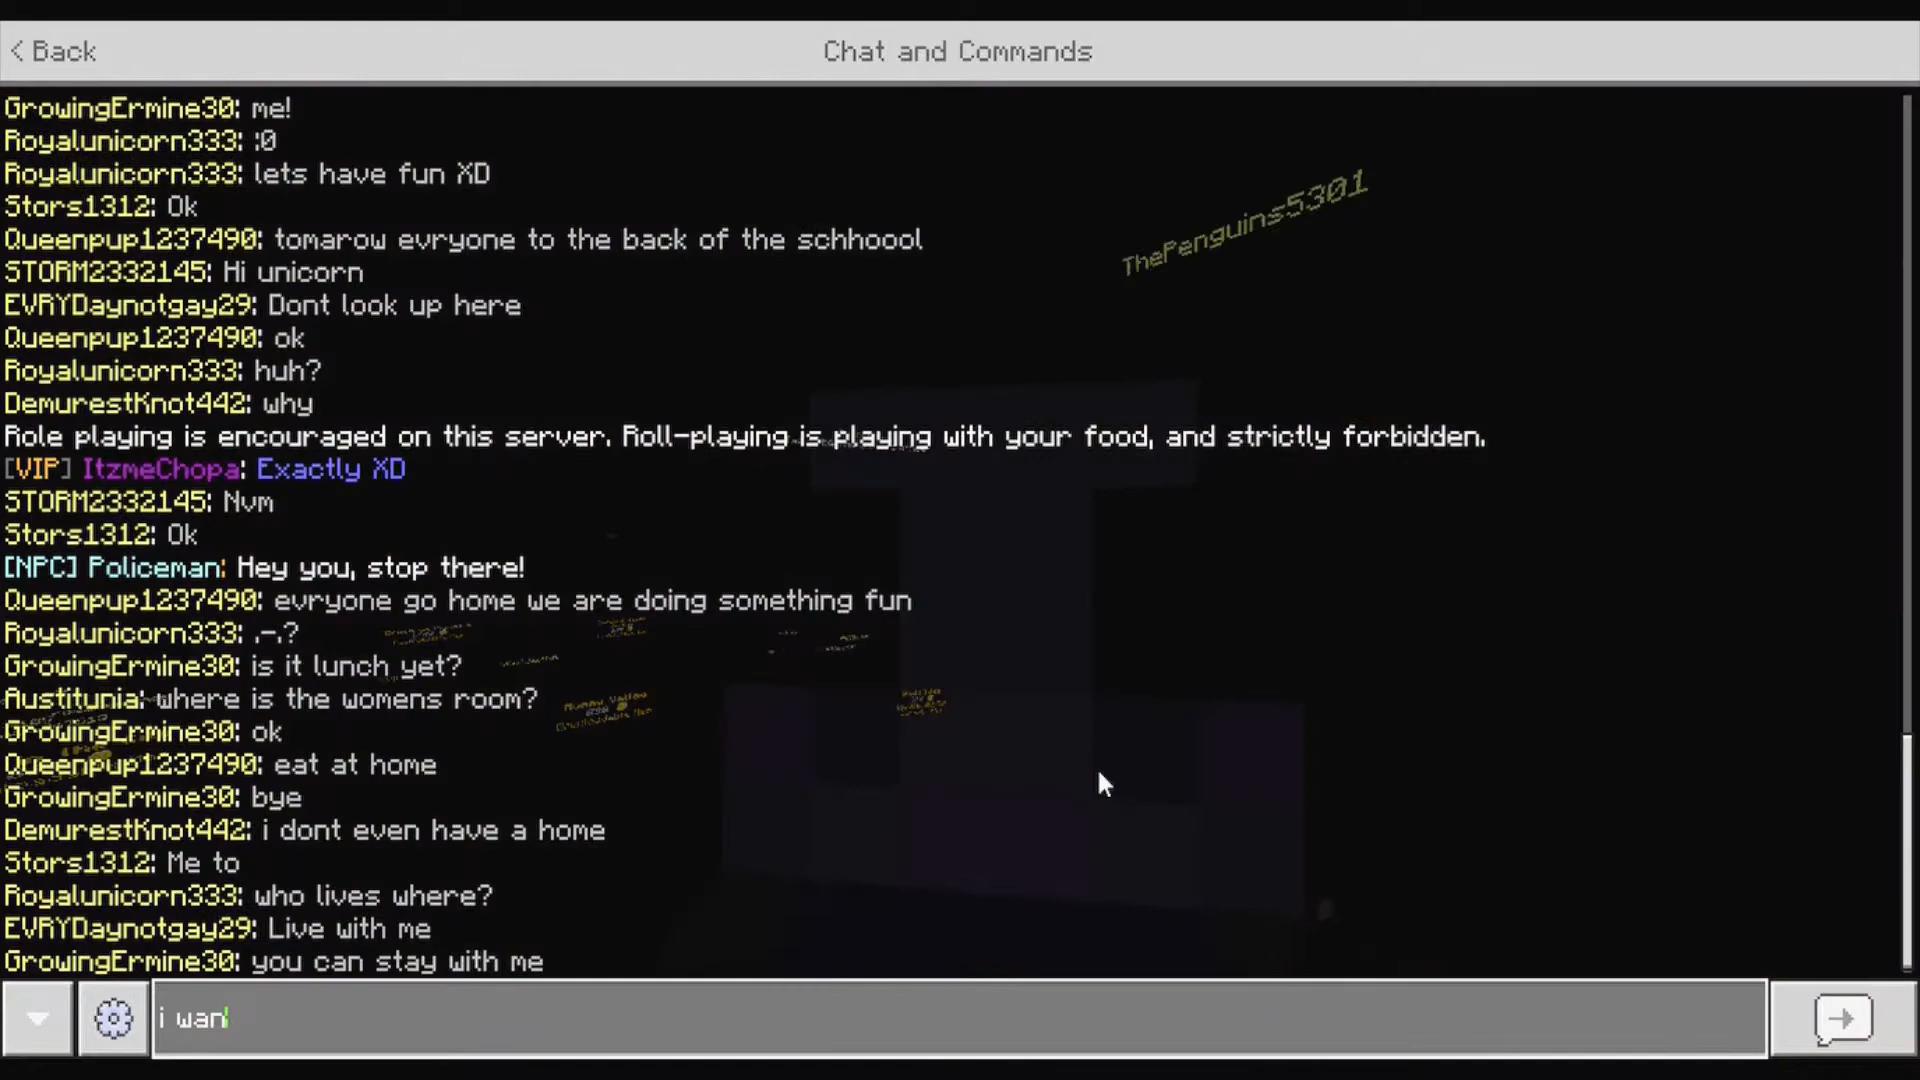 < Back
Chat and Commands
GrowingErmine30: me!
Royalunicorn333: :0
Royalunicorn333: lets have fun XD
Stors1312: Ok
Queenpup1237490: tomarow evryone to the back of the schhoool
STORM2332145: Hi unicorn
EVRYDaynotgay29: Dont look up here
Queenpup1237490: ok
Royalunicorn333: huh?
DemurestKnot442: why
Role playing is encouraged on this server. Roll-playing is playing with your food, and strictly forbidden.
[VIP] ItzmeChopa: Exactly XD
STORM2332145: Nvm
Stors1312: Ok
[NPC] Policeman: Hey you, stop there!
Queenpup1237490: evryone go home we are doing something fun
Royalunicorn333: .-.?
GrowingErmine30: is it lunch yet?
Austitunia: where is the womens room?
GrowingErmine30: ok
Queenpup1237490: eat at home
GrowingErmine30: bye
DemurestKnot442: i dont even have a home
Stors1312: Me to
Royalunicorn333: who lives where?
EVRYDaynotgay29: Live with me
GrowingErmine30: you can stay with me
i wan
ThePenguins5301